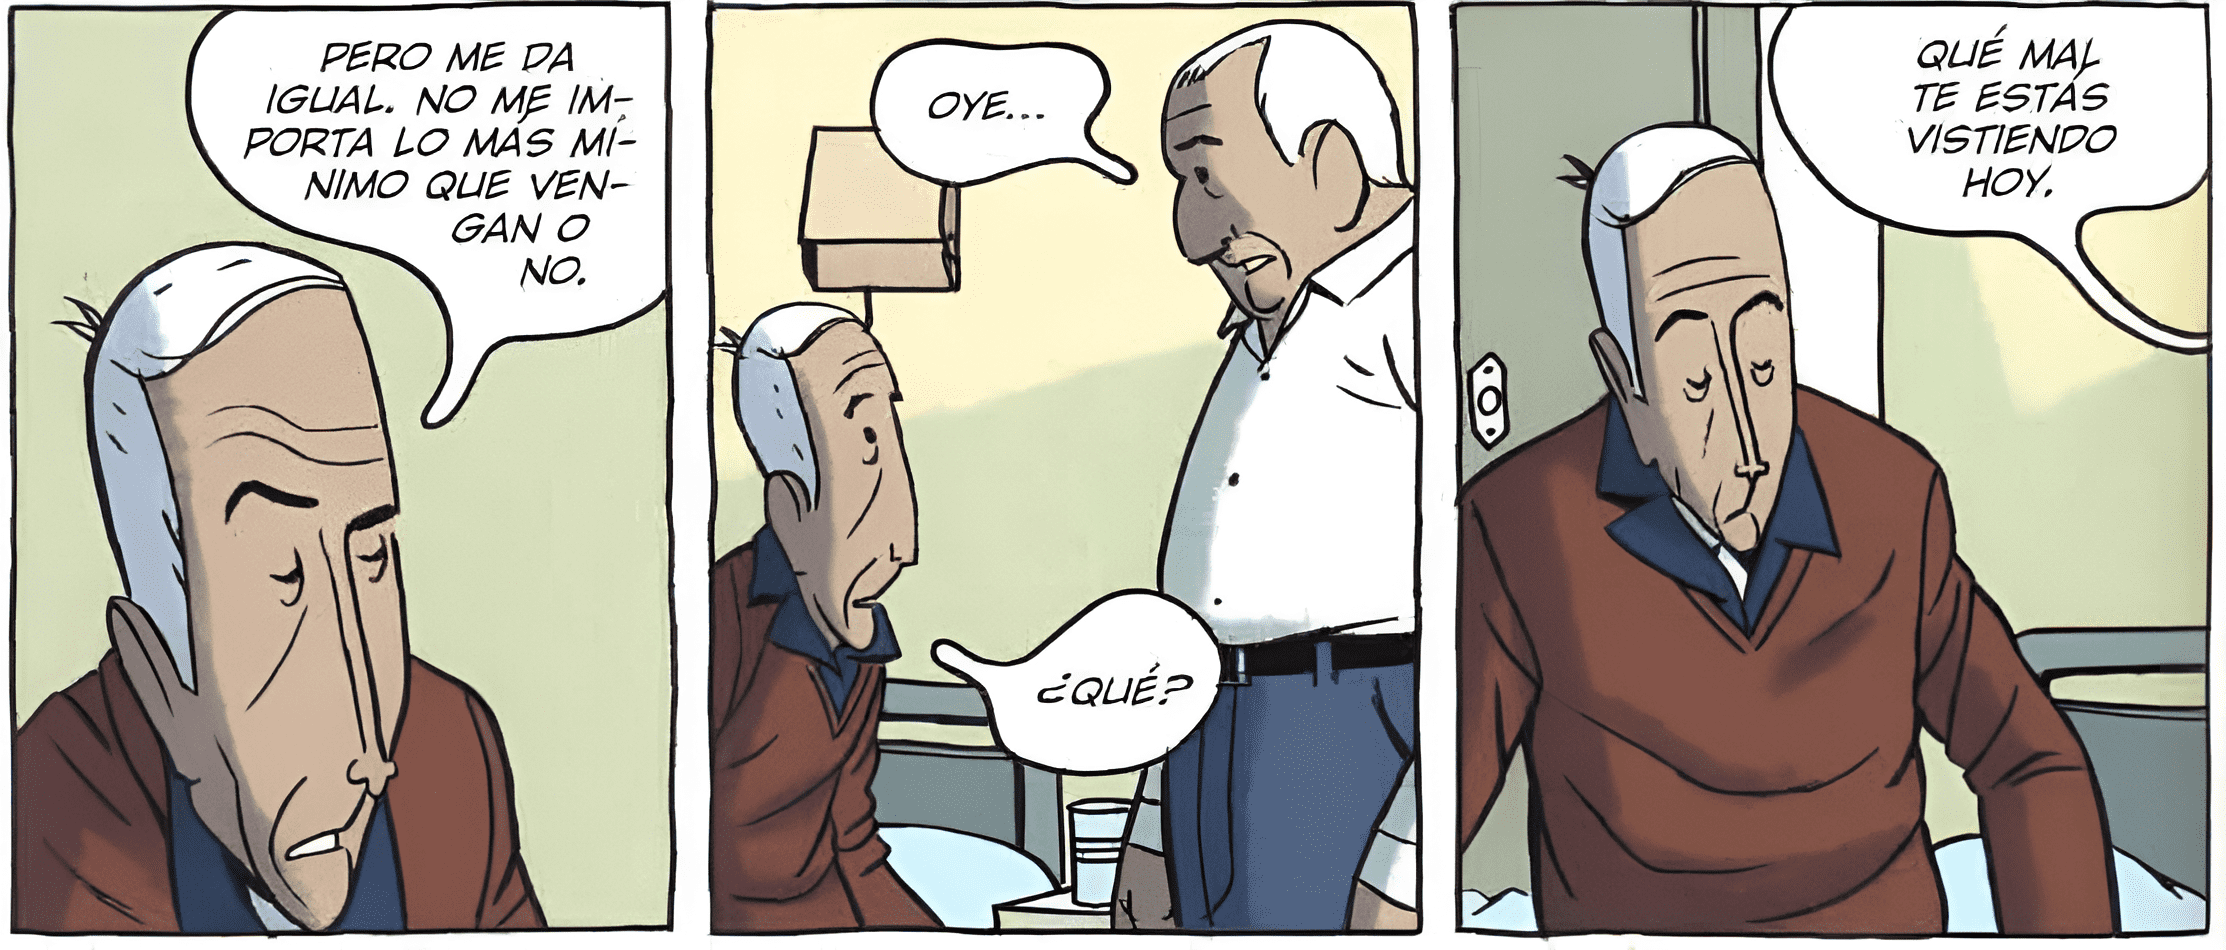 PERO ME DA
IGUAL. NO ME IM-
PORTA LO MÁS MÍ-
NIMO QUE VEN-
GAN O
NO.
OYE...
¿QUÉ?
QUÉ MAL
TE ESTÁS
VISTIENDO
HOY.